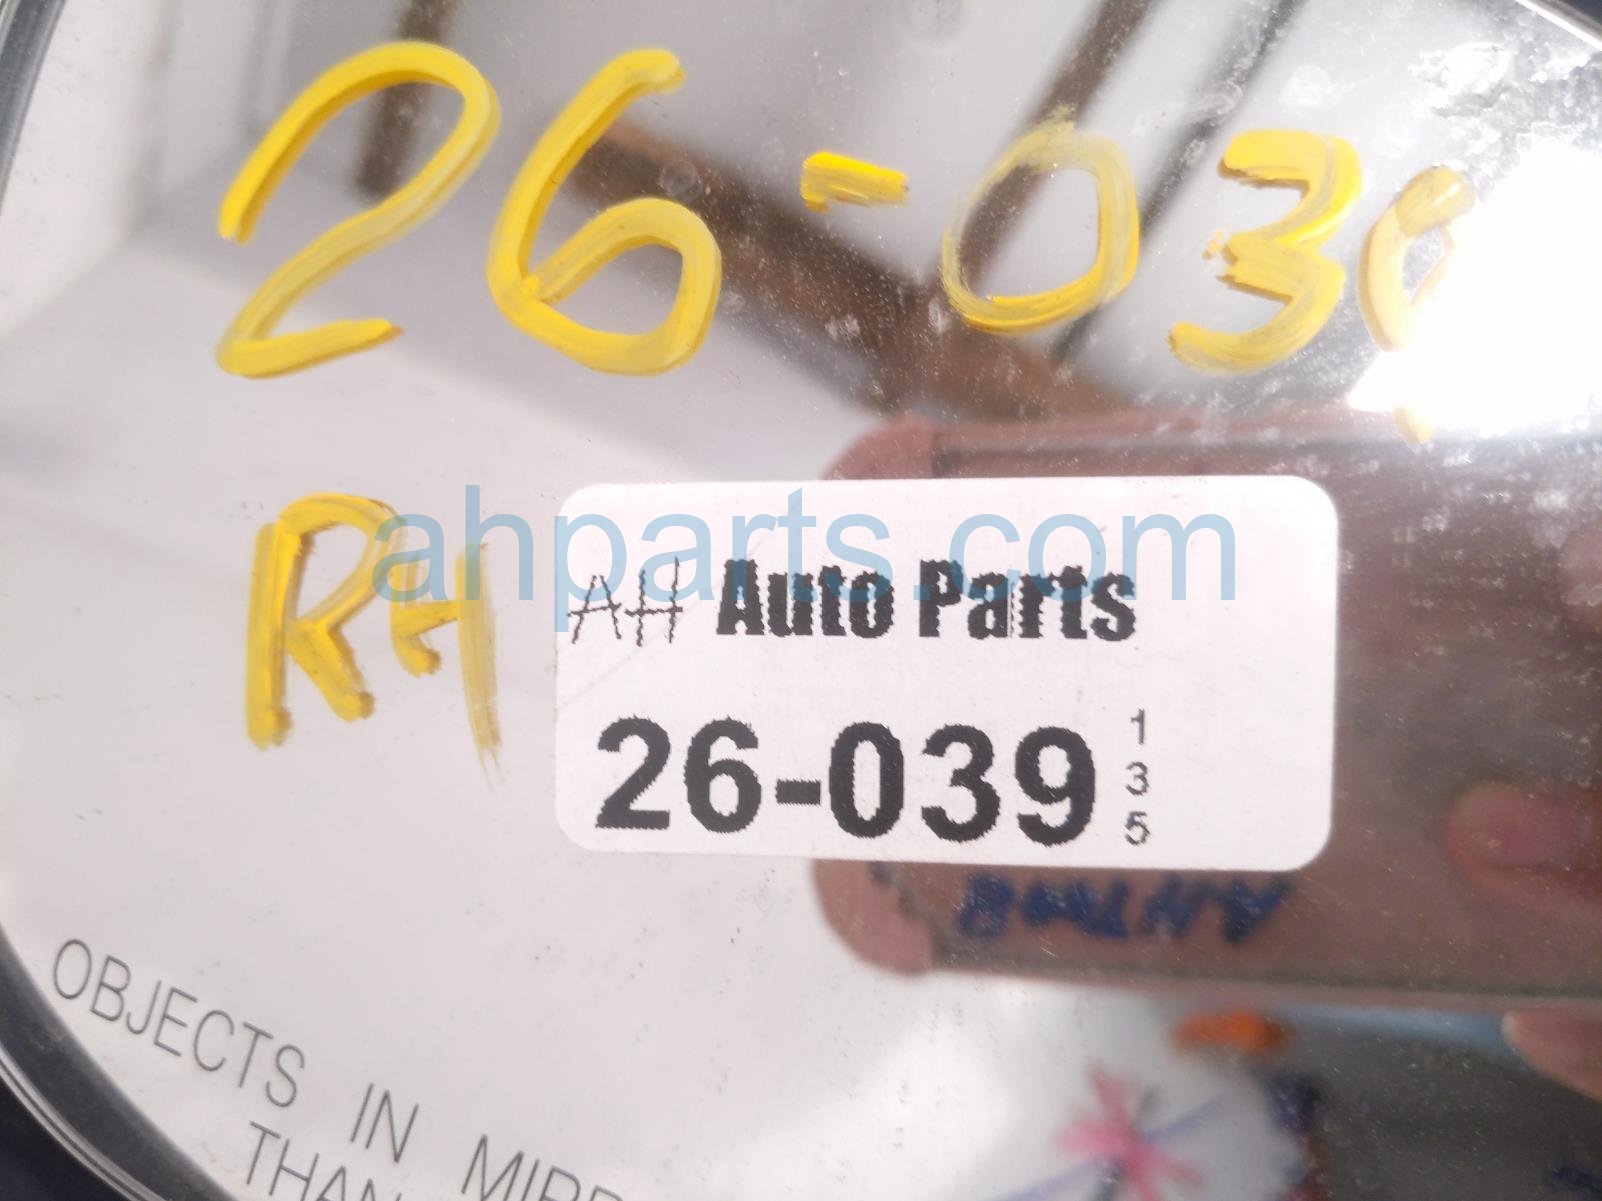 26-039
RH
ahparts.com
AH Auto Parts
26-039
1
3
5
OBJECTS IN
THAN